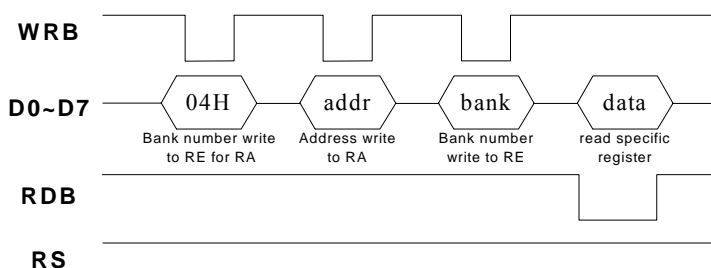 WRB
D0~D7
04H addr bank data
Bank number write Address write Bank number read specific
to RE for RA to RA write to RE register
RDB
RS